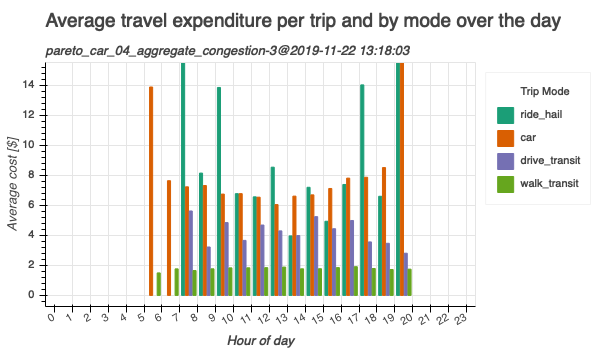 Average travel expenditure per trip and by mode over the day
pareto_car_04_aggregate_congestion-3@2019-11-22 13:18:03
Trip Mode
ride_hail
car
drive_transit
walk_transit
Average cost [$]
14
12
10
8
6
4
2
0
0 1 2 3 4 5 6 7 8 9 10 11 12 13 14 15 16 17 18 19 20 21 22 23
Hour of day